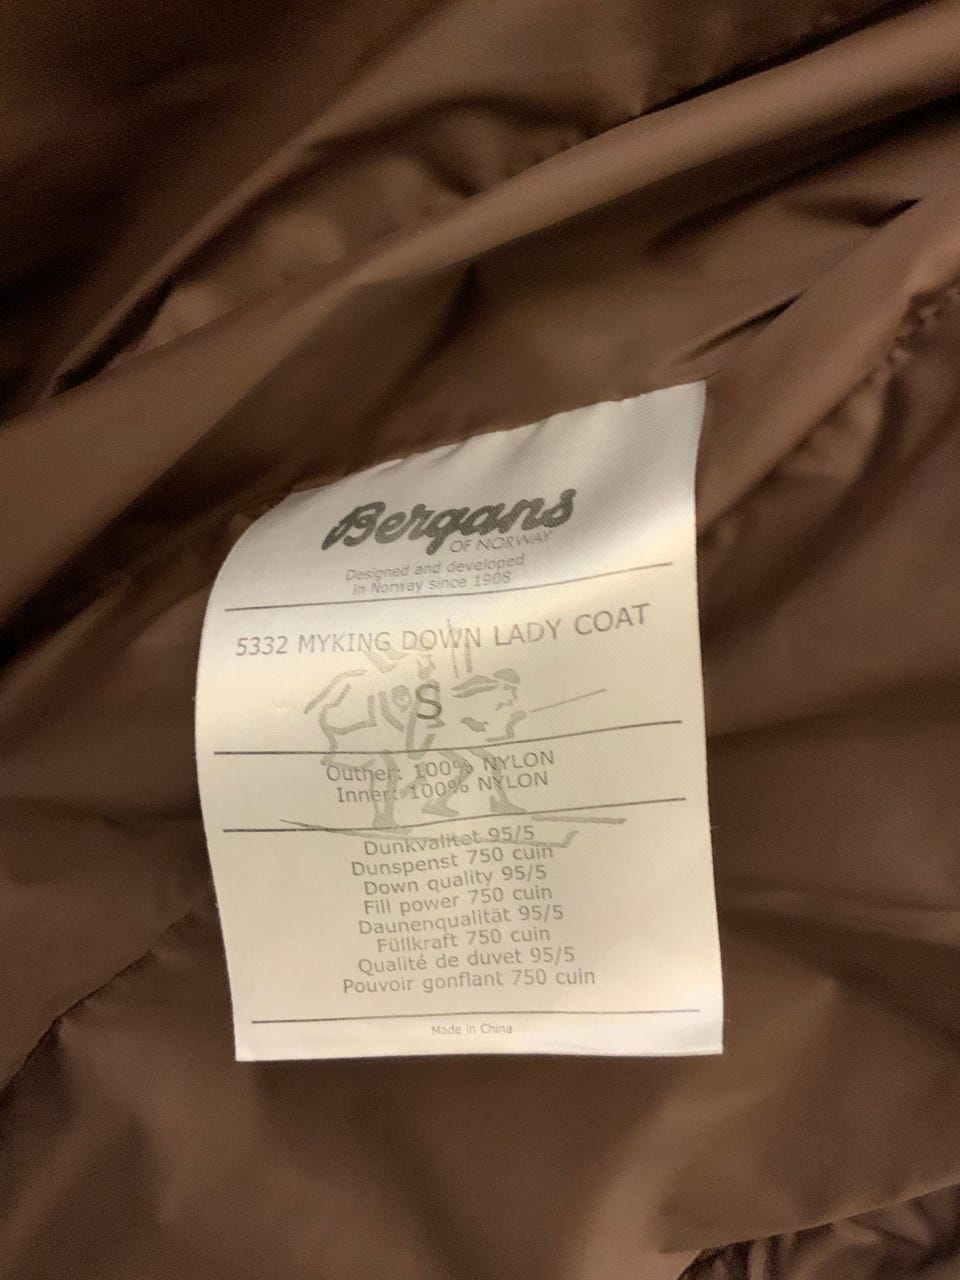 Bergans
OF NORWAY
Designed and developed
in Norway since 1908
5332 MYKING DOWN LADY COAT
S
Outher: 100% NYLON
Inner: 100% NYLON
Dunkvalitet 95/5
Dunspenst 750 cuin
Down quality 95/5
Fill power 750 cuin
Daunenqualität 95/5
Füllkraft 750 cuin
Qualité de duvet 95/5
Pouvoir gonflant 750 cuin
Made in China